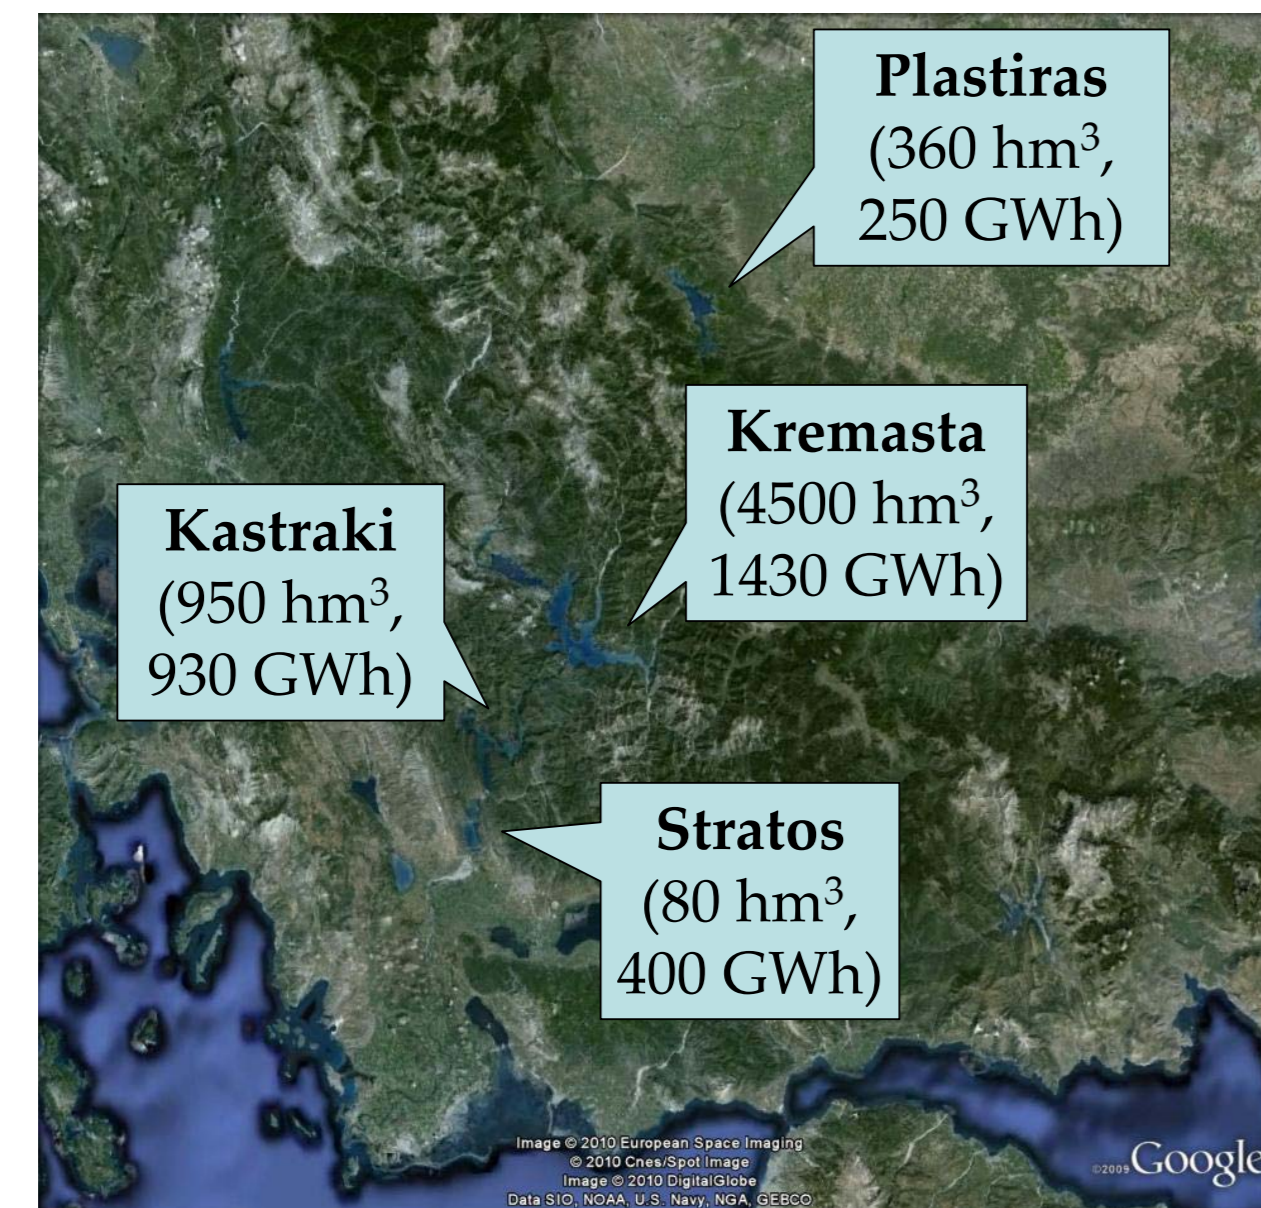 Plastiras
(360 hm³,
250 GWh)
Kremasta
(4500 hm³,
1430 GWh)
Kastraki
(950 hm³,
930 GWh)
Stratos
(80 hm³,
400 GWh)
Image © 2010 European Space Imaging
© 2010 Cnes/Spot Image
Image © 2010 DigitalGlobe
Data SIO, NOAA, U.S. Navy, NGA, GEBCO
©2009 Google